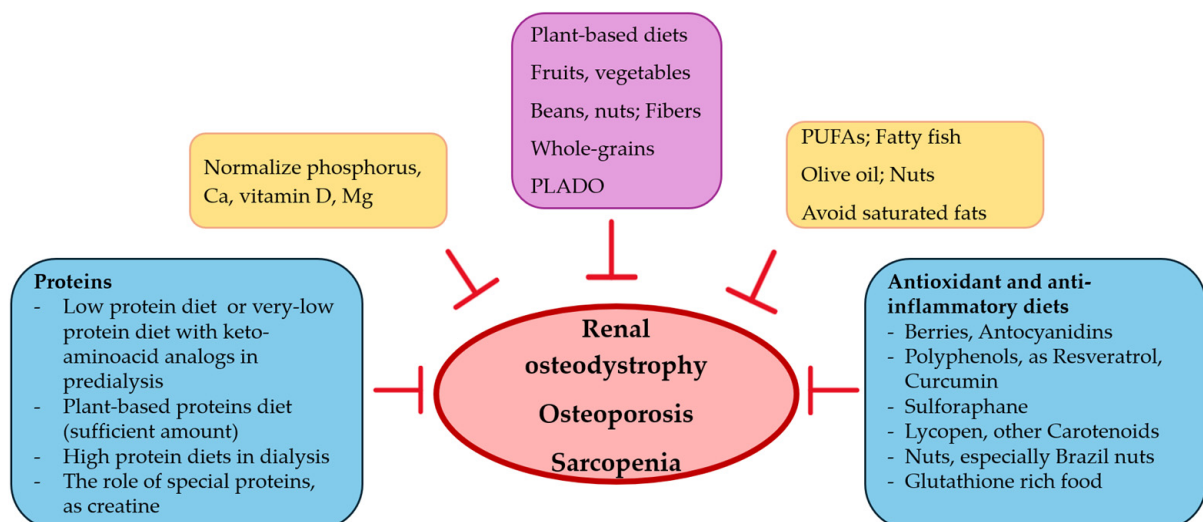 Plant-based diets
Fruits, vegetables
Beans, nuts; Fibers
Whole-grains
PLADO
Normalize phosphorus,
Ca, vitamin D, Mg
PUFAs; Fatty fish
Olive oil; Nuts
Avoid saturated fats
Proteins
- Low protein diet or very-low
protein diet with keto-
aminoacid analogs in
predialysis
- Plant-based proteins diet
(sufficient amount)
- High protein diets in dialysis
- The role of special proteins,
as creatine
Renal
osteodystrophy
Osteoporosis
Sarcopenia
Antioxidant and anti-
inflammatory diets
- Berries, Antocyanidins
- Polyphenols, as Resveratrol,
Curcumin
- Sulforaphane
- Lycopen, other Carotenoids
- Nuts, especially Brazil nuts
- Glutathione rich food